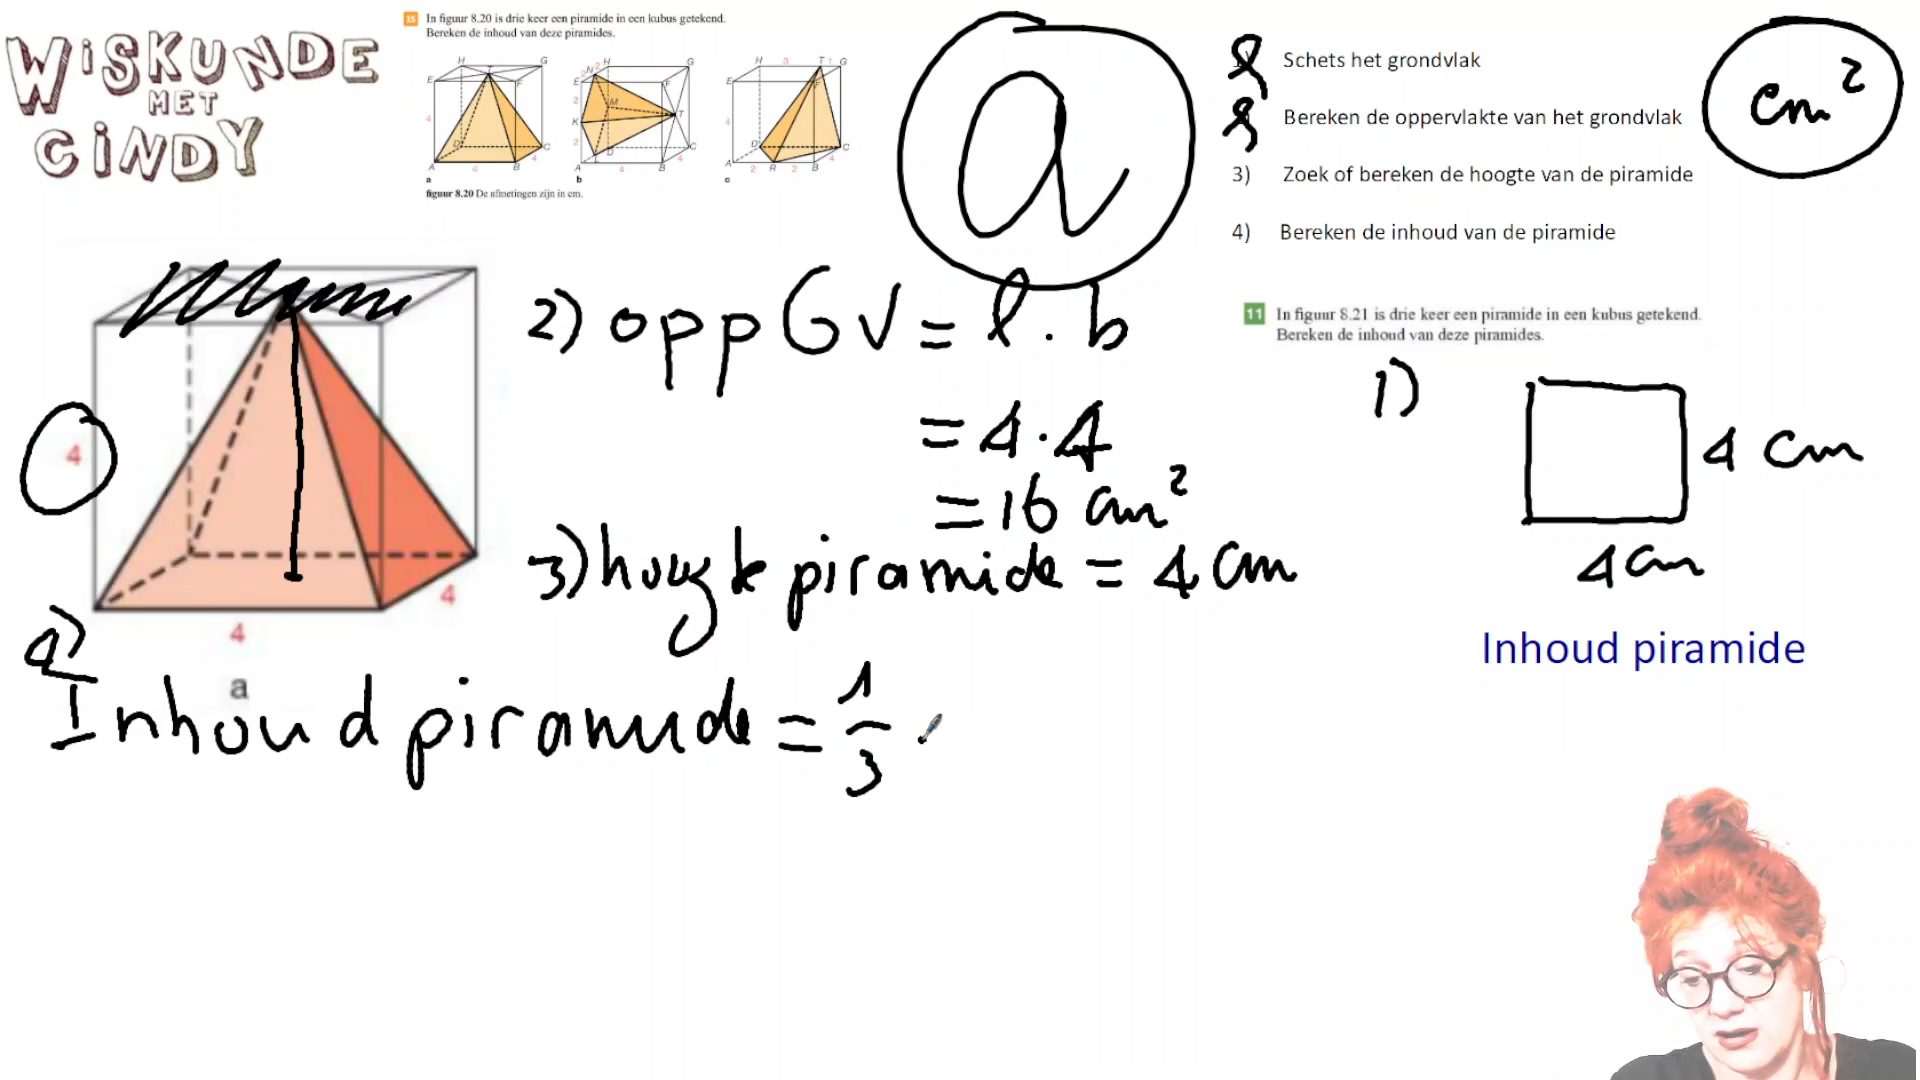 WiSKUNDE
MET
CiNDY
15 In figuur 8.20 is drie keer een piramide in een kubus getekend.
Bereken de inhoud van deze piramides.
a
b
c
figuur 8.20 De afmetingen zijn in cm.
a
Schets het grondvlak
Bereken de oppervlakte van het grondvlak
3) Zoek of bereken de hoogte van de piramide
4) Bereken de inhoud van de piramide
cm²
11 In figuur 8.21 is drie keer een piramide in een kubus getekend.
Bereken de inhoud van deze piramides.
1)
4 cm
4 cm
4
4
4
a
2) opp GV = l · b
= 4 · 4
= 16 cm²
3) hoogte piramide = 4 cm
4)
Inhoud piramide = 1/3 ·
Inhoud piramide